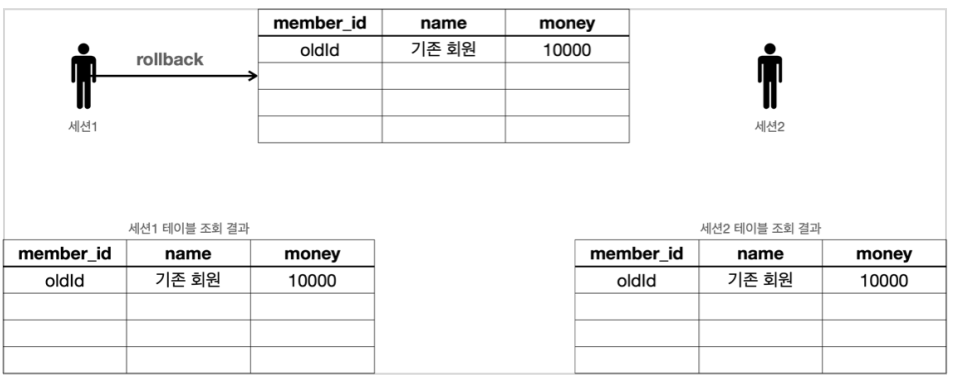 member_id name money
oldId 기존 회원 10000
rollback
세션1
세션2
세션1 테이블 조회 결과
member_id name money
oldId 기존 회원 10000
세션2 테이블 조회 결과
member_id name money
oldId 기존 회원 10000